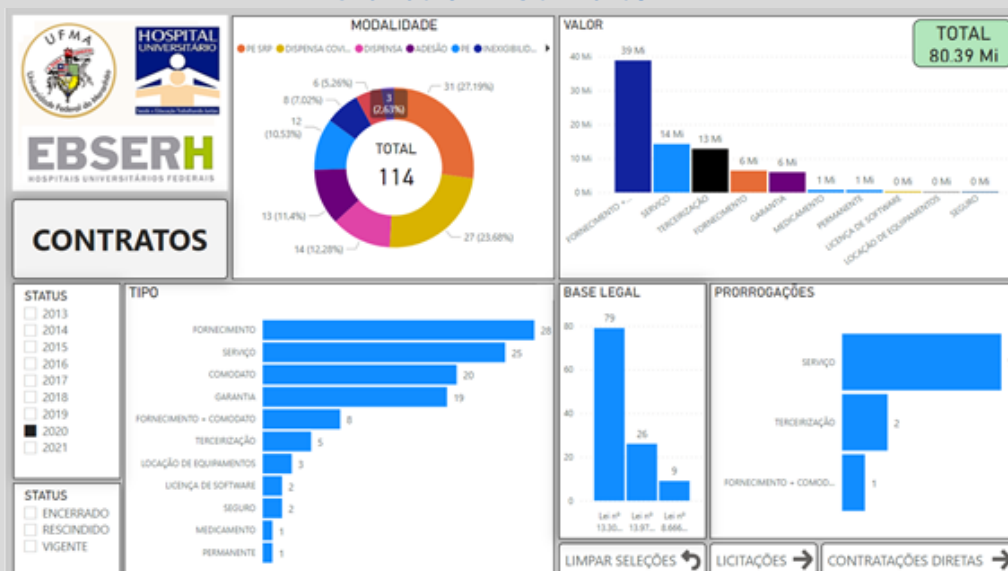 UFMA
Universidade Federal do Maranhão
HOSPITAL
UNIVERSITÁRIO
EBSERH
HOSPITAIS UNIVERSITÁRIOS FEDERAIS
CONTRATOS
MODALIDADE
PE SRP DISPENSA COVI... DISPENSA ADESÃO PE INEXIGIBILID...
31 (27,19%)
27 (23,68%)
14 (12,28%)
13 (11,4%)
12
(10,53%)
8 (7,02%)
6 (5,26%)
3
(2,63%)
TOTAL
114
VALOR
TOTAL
80.39 Mi
40 Mi
30 Mi
20 Mi
10 Mi
0 Mi
39 Mi
14 Mi
13 Mi
6 Mi
6 Mi
1 Mi
1 Mi
0 Mi
0 Mi
0 Mi
FORNECIMENTO +...
SERVIÇO
TERCEIRIZAÇÃO
FORNECIMENTO
GARANTIA
MEDICAMENTO
PERMANENTE
LICENÇA DE SOFTWARE
LOCAÇÃO DE EQUIPAMENTOS
SEGURO
STATUS
2013
2014
2015
2016
2017
2018
2019
2020
2021
STATUS
ENCERRADO
RESCINDIDO
VIGENTE
TIPO
FORNECIMENTO 28
SERVIÇO 25
COMODATO 20
GARANTIA 19
FORNECIMENTO + COMODATO 8
TERCEIRIZAÇÃO 5
LOCAÇÃO DE EQUIPAMENTOS 3
LICENÇA DE SOFTWARE 2
SEGURO 2
MEDICAMENTO 1
PERMANENTE 1
BASE LEGAL
80
60
40
20
0
79
26
9
Lei nº
13.30...
Lei nº
13.97...
Lei nº
8.666...
PRORROGAÇÕES
SERVIÇO
TERCEIRIZAÇÃO 2
FORNECIMENTO + COMOD... 1
LIMPAR SELEÇÕES
LICITAÇÕES
CONTRATAÇÕES DIRETAS